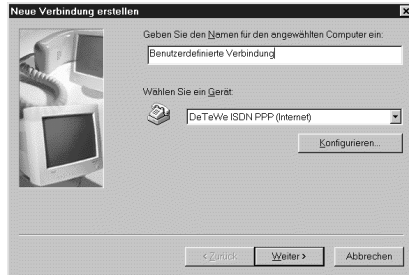 Neue Verbindung erstellen
Geben Sie den Namen für den angewählten Computer ein:
Benutzerdefinierte Verbindung
Wählen Sie ein Gerät:
DeTeWe ISDN PPP (Internet)
Konfigurieren...
< Zurück
Weiter >
Abbrechen